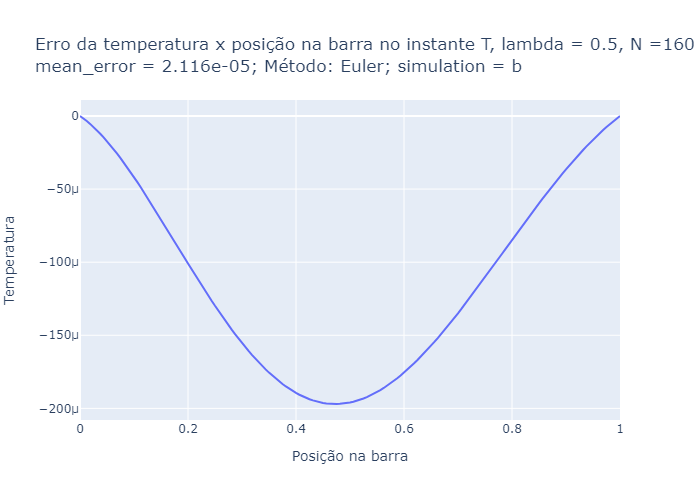 Erro da temperatura x posição na barra no instante T, lambda = 0.5, N =160
mean_error = 2.116e-05; Método: Euler; simulation = b
Temperatura
0
−50μ
−100μ
−150μ
−200μ
0
0.2
0.4
0.6
0.8
1
Posição na barra